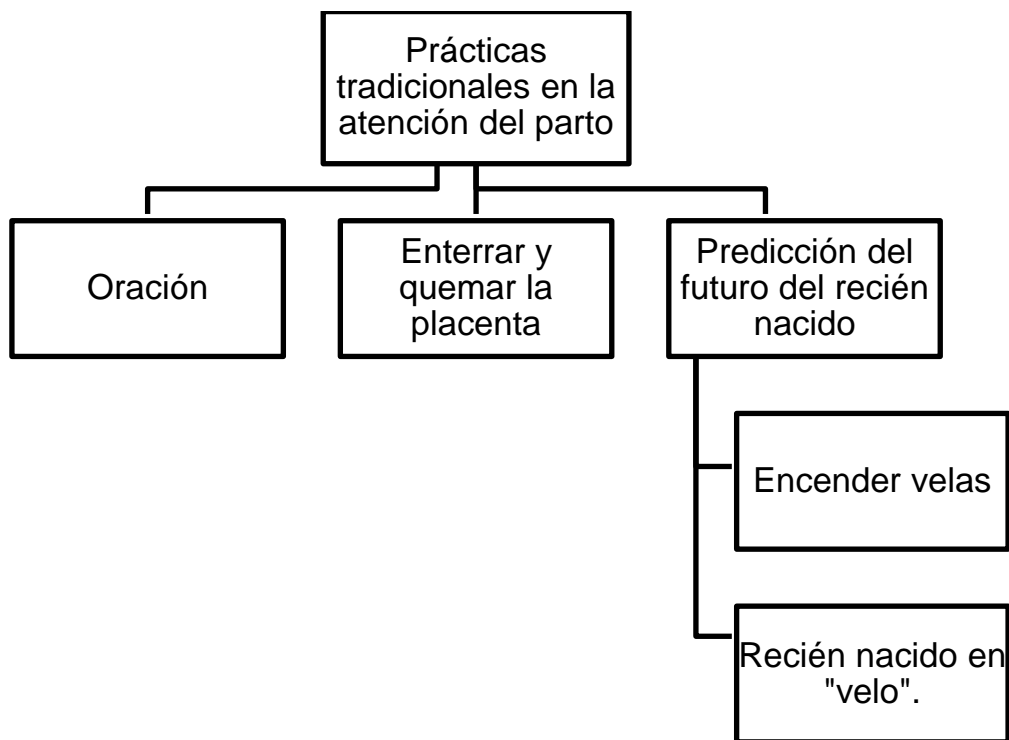 Prácticas
tradicionales en la
atención del parto
Oración
Enterrar y
quemar la
placenta
Predicción del
futuro del recién
nacido
Encender velas
Recién nacido en
"velo".